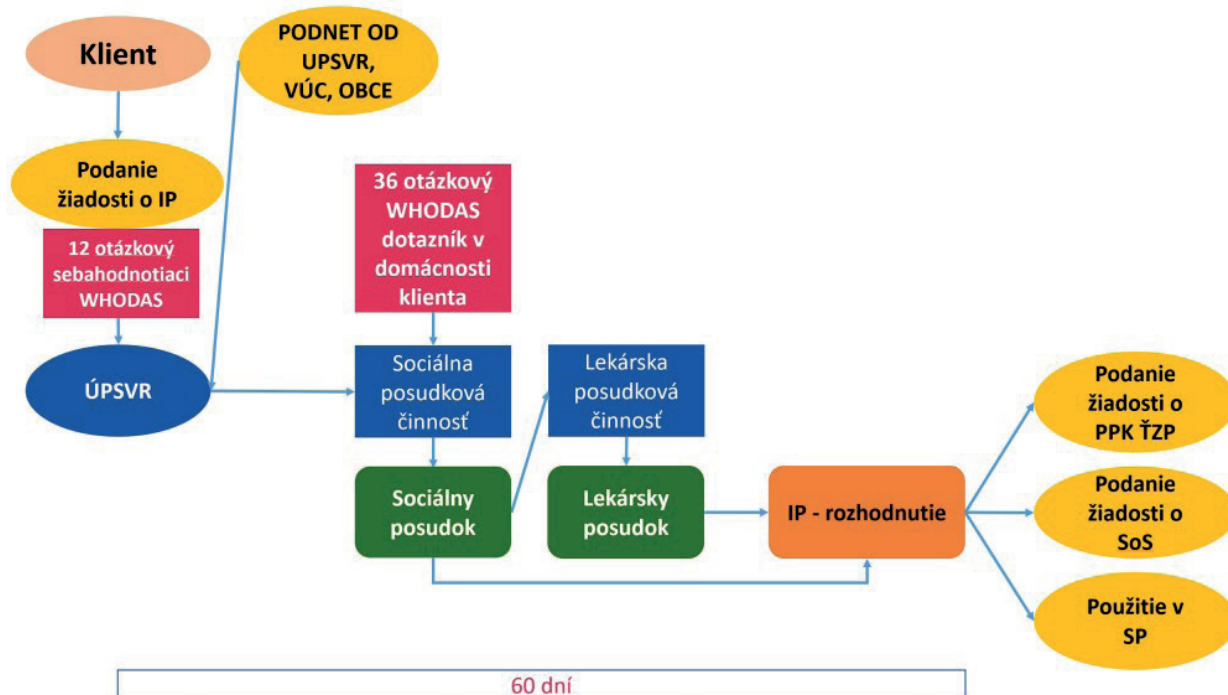 Klient
PODNET OD
UPSVR,
VÚC, OBCE
Podanie
žiadosti o IP
12 otázkový
sebahodnotiaci
WHODAS
ÚPSVR
36 otázkový
WHODAS
dotazník v
domácnosti
klienta
Sociálna
posudková
činnosť
Lekárska
posudková
činnosť
Sociálny
posudok
Lekársky
posudok
IP - rozhodnutie
Podanie
žiadosti o
PPK ŤZP
Podanie
žiadosti o
SoS
Použitie v
SP
60 dní